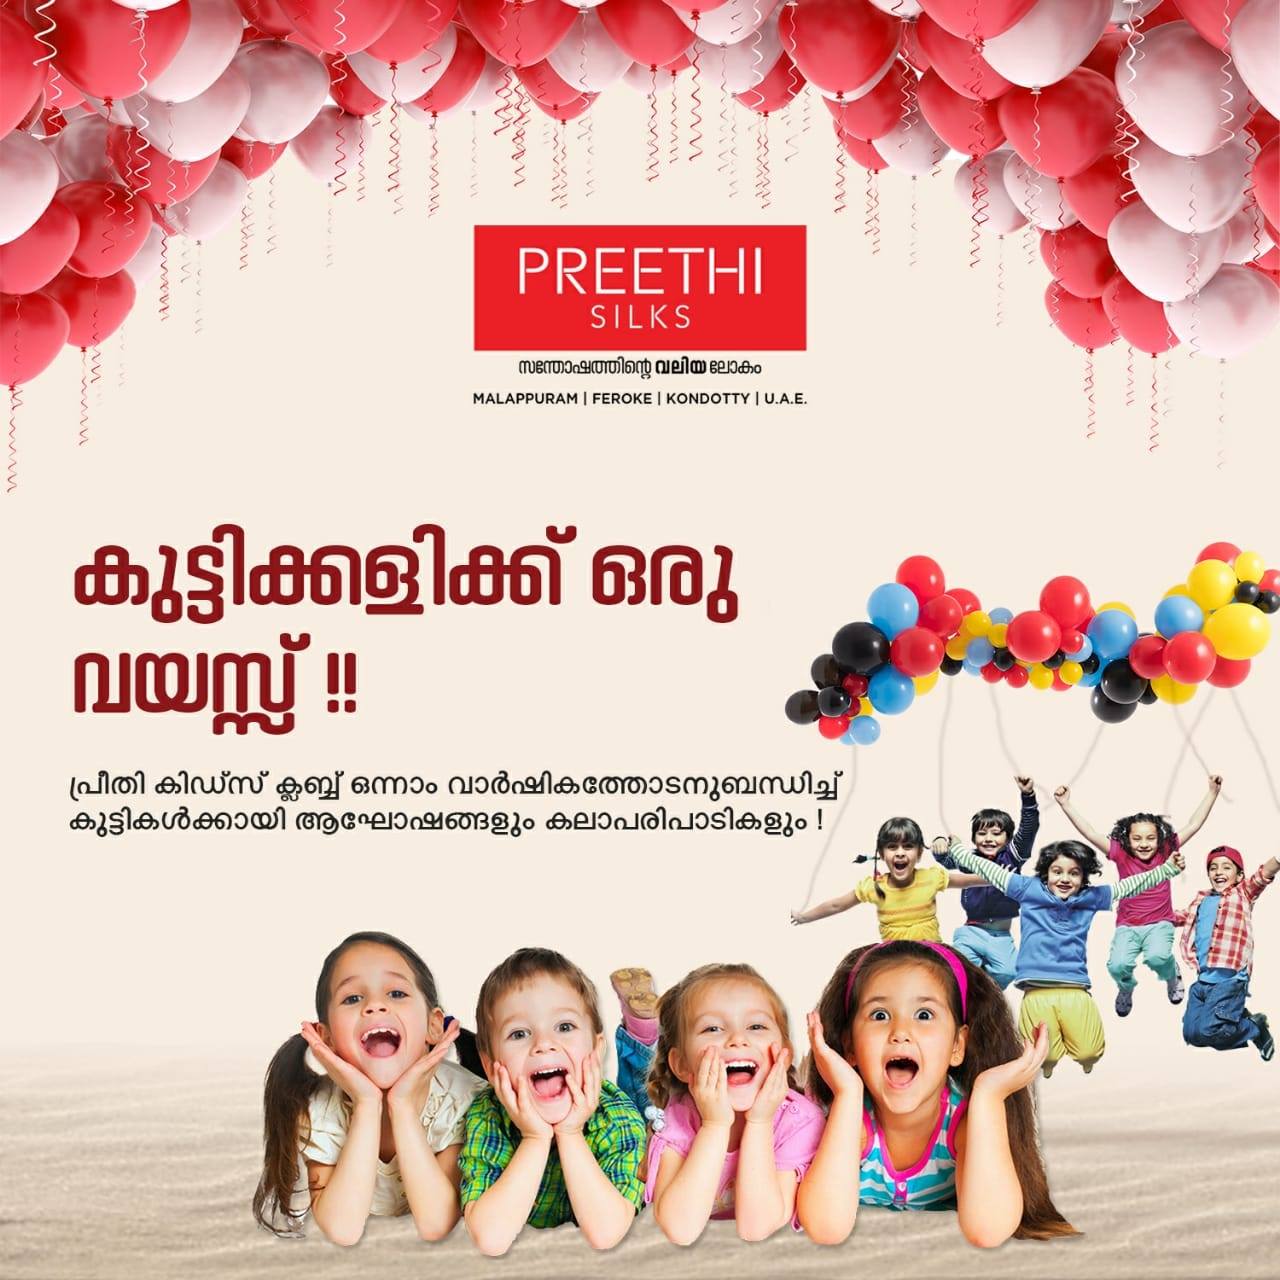 PREETHI
SILKS
സന്തോഷത്തിന്റെ വലിയ ലോകം
MALAPPURAM | FEROKE | KONDOTTY | U.A.E.
കുട്ടിക്കളിക്ക് ഒരു
വയസ്സ് !!
പ്രീതി കിഡ്സ് ക്ലബ്ബ് ഒന്നാം വാർഷികത്തോടനുബന്ധിച്ച്
കുട്ടികൾക്കായി ആഘോഷങ്ങളും കലാപരിപാടികളും !